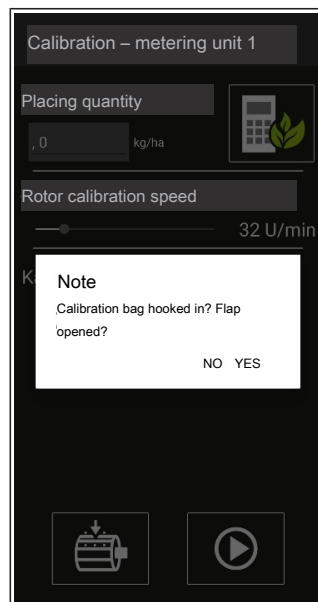 Calibration – metering unit 1
Placing quantity
, 0 kg/ha
Rotor calibration speed
32 U/min
Note
Calibration bag hooked in? Flap
opened?
NO YES